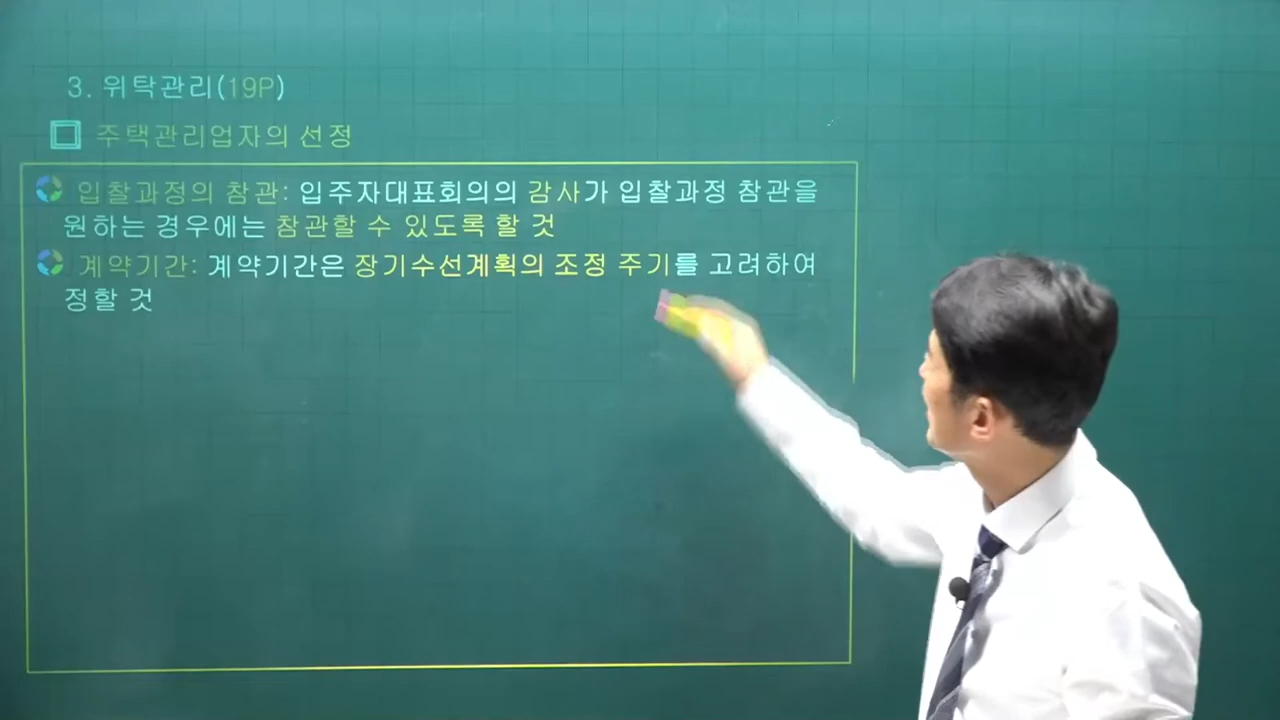 3. 위탁관리(19P)
주택관리업자의 선정
입찰과정의 참관: 입주자대표회의의 감사가 입찰과정 참관을
원하는 경우에는 참관할 수 있도록 할 것
계약기간: 계약기간은 장기수선계획의 조정 주기를 고려하여
정할 것